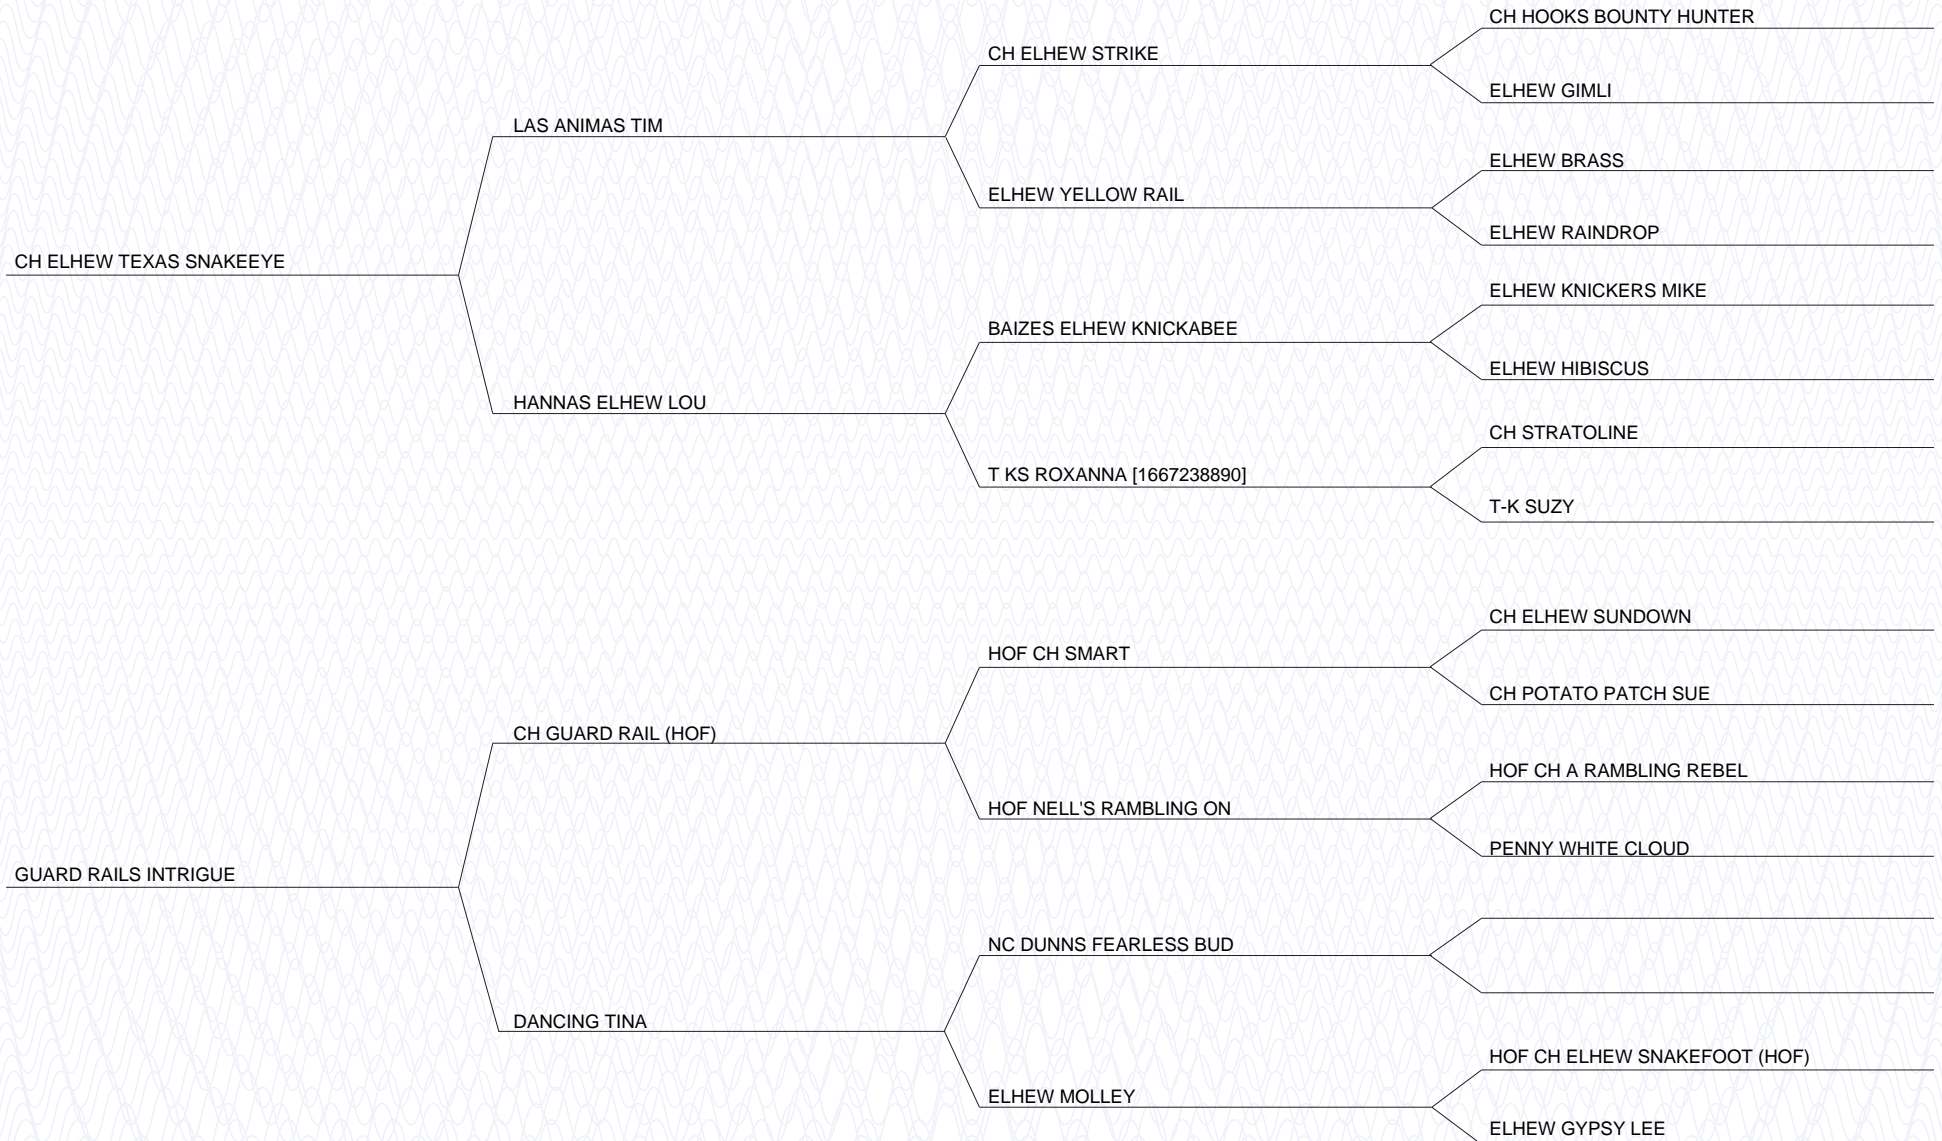 CH HOOKS BOUNTY HUNTER
CH ELHEW STRIKE
ELHEW GIMLI
LAS ANIMAS TIM
ELHEW BRASS
ELHEW YELLOW RAIL
ELHEW RAINDROP
CH ELHEW TEXAS SNAKEEYE
ELHEW KNICKERS MIKE
BAIZES ELHEW KNICKABEE
ELHEW HIBISCUS
HANNAS ELHEW LOU
CH STRATOLINE
T KS ROXANNA [1667238890]
T-K SUZY
CH ELHEW SUNDOWN
HOF CH SMART
CH POTATO PATCH SUE
CH GUARD RAIL (HOF)
HOF CH A RAMBLING REBEL
HOF NELL'S RAMBLING ON
PENNY WHITE CLOUD
GUARD RAILS INTRIGUE
NC DUNNS FEARLESS BUD
DANCING TINA
HOF CH ELHEW SNAKEFOOT (HOF)
ELHEW MOLLEY
ELHEW GYPSY LEE